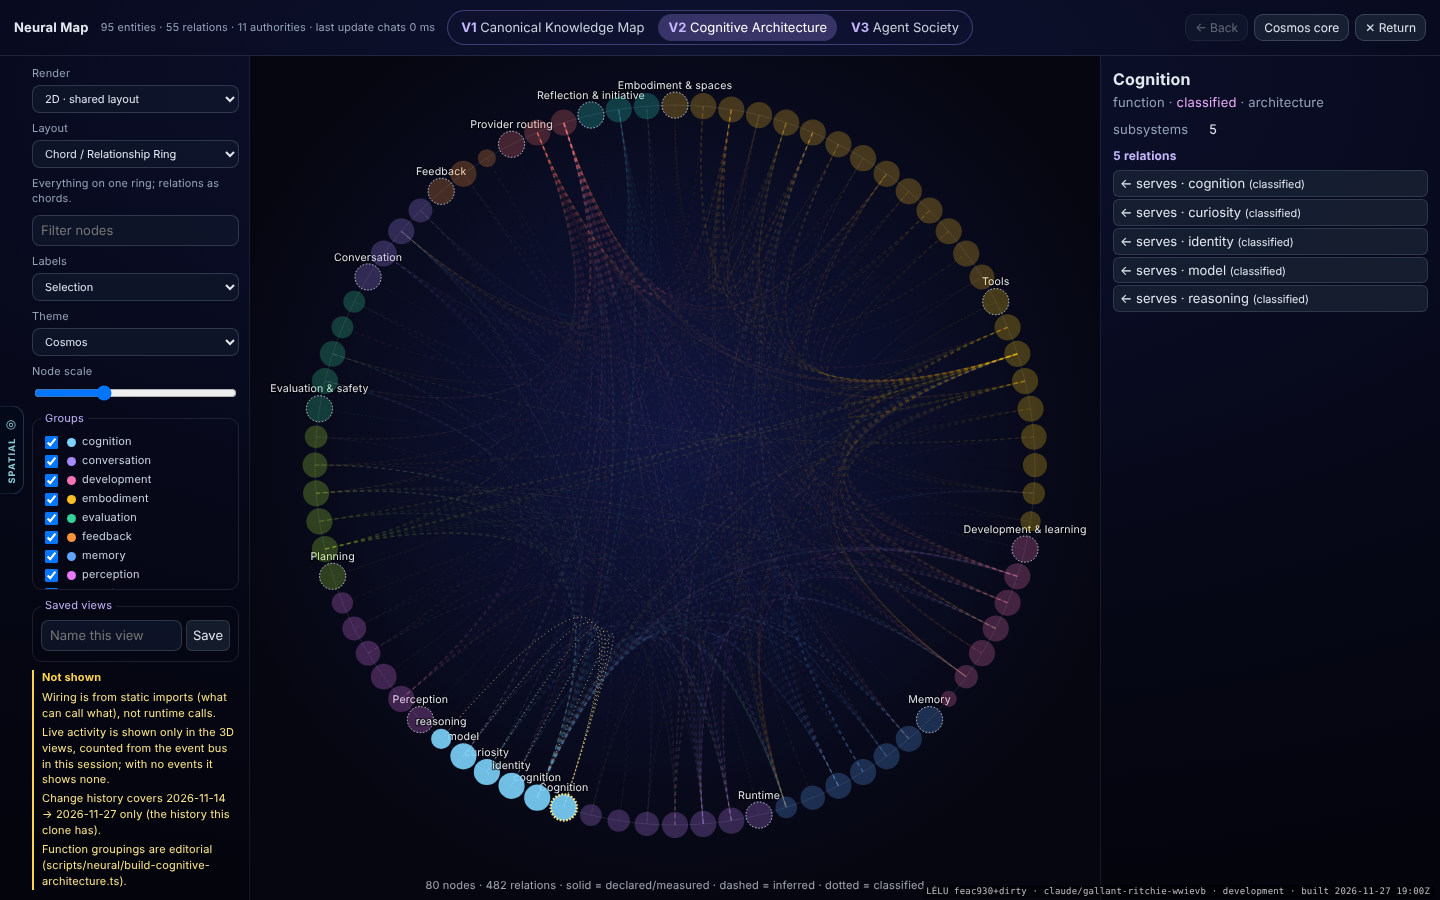 Neural Map
95 entities · 55 relations · 11 authorities · last update chats 0 ms
V1 Canonical Knowledge Map
V2 Cognitive Architecture
V3 Agent Society
← Back
Cosmos core
✕ Return
SPATIAL ◎
Render
2D · shared layout
Layout
Chord / Relationship Ring
Everything on one ring; relations as
chords.
Filter nodes
Labels
Selection
Theme
Cosmos
Node scale
Groups
cognition
conversation
development
embodiment
evaluation
feedback
memory
perception
Saved views
Name this view
Save
Not shown
Wiring is from static imports (what
can call what), not runtime calls.
Live activity is shown only in the 3D
views, counted from the event bus
in this session; with no events it
shows none.
Change history covers 2026-11-14
→ 2026-11-27 only (the history this
clone has).
Function groupings are editorial
(scripts/neural/build-cognitive-
architecture.ts).
Embodiment & spaces
Reflection & initiative
Provider routing
Feedback
Conversation
Tools
Evaluation & safety
Development & learning
Planning
Perception
Memory
reasoning
model
curiosity
identity
cognition
Cognition
Runtime
80 nodes · 482 relations · solid = declared/measured · dashed = inferred · dotted = classified
Cognition
function · classified · architecture
subsystems 5
5 relations
← serves · cognition (classified)
← serves · curiosity (classified)
← serves · identity (classified)
← serves · model (classified)
← serves · reasoning (classified)
LÉLU feac930+dirty · claude/gallant-ritchie-wwievb · development · built 2026-11-27 19:00Z